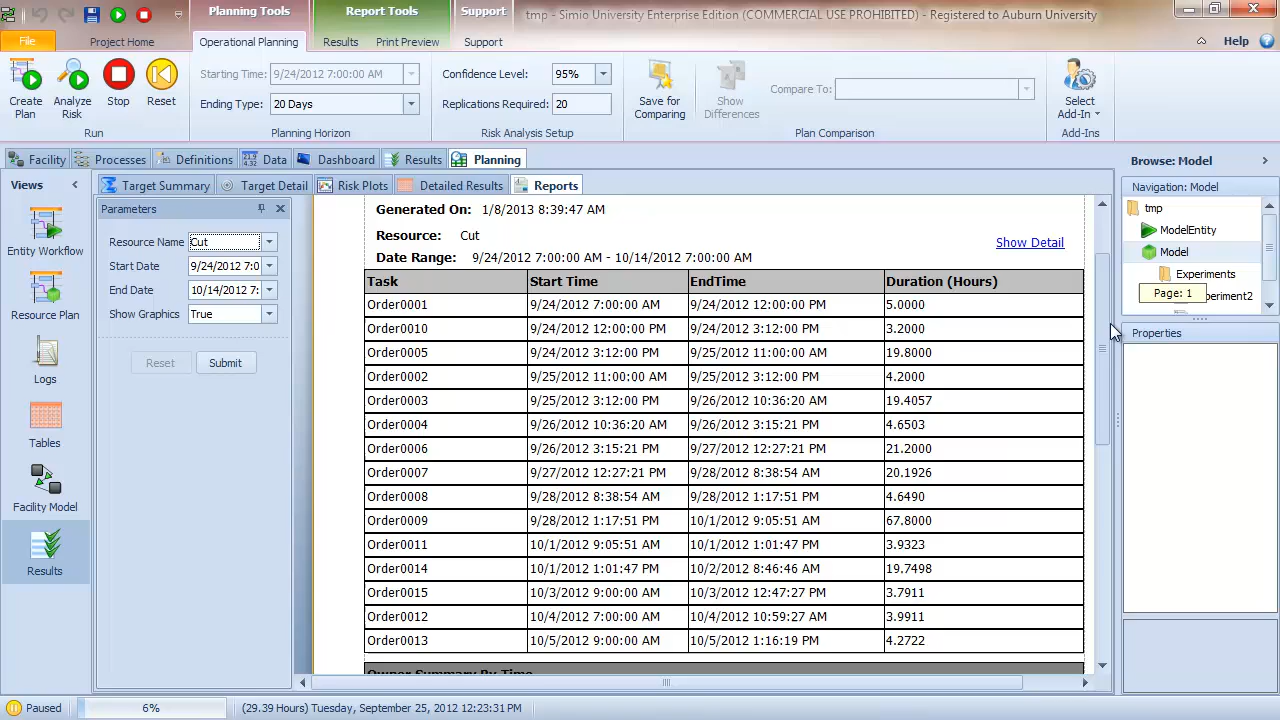 Planning Tools
Report Tools
Support
tmp - Simio University Enterprise Edition (COMMERCIAL USE PROHIBITED) - Registered to Auburn University
File
Project Home
Operational Planning
Results
Print Preview
Support
Help
Create Plan
Analyze Risk
Stop
Reset
Run
Starting Time: 9/24/2012 7:00:00 AM
Ending Type: 20 Days
Planning Horizon
Confidence Level: 95%
Replications Required: 20
Risk Analysis Setup
Save for Comparing
Show Differences
Compare To:
Plan Comparison
Select Add-In
Add-Ins
Facility
Processes
Definitions
Data
Dashboard
Results
Planning
Browse: Model
Views
Entity Workflow
Resource Plan
Logs
Tables
Facility Model
Results
Target Summary
Target Detail
Risk Plots
Detailed Results
Reports
Parameters
Resource Name Cut
Start Date 9/24/2012 7:0
End Date 10/14/2012 7:
Show Graphics True
Reset
Submit
Generated On: 1/8/2013 8:39:47 AM
Resource: Cut
Show Detail
Date Range: 9/24/2012 7:00:00 AM - 10/14/2012 7:00:00 AM
Task Start Time EndTime Duration (Hours)
Order0001 9/24/2012 7:00:00 AM 9/24/2012 12:00:00 PM 5.0000
Order0010 9/24/2012 12:00:00 PM 9/24/2012 3:12:00 PM 3.2000
Order0005 9/24/2012 3:12:00 PM 9/25/2012 11:00:00 AM 19.8000
Order0002 9/25/2012 11:00:00 AM 9/25/2012 3:12:00 PM 4.2000
Order0003 9/25/2012 3:12:00 PM 9/26/2012 10:36:20 AM 19.4057
Order0004 9/26/2012 10:36:20 AM 9/26/2012 3:15:21 PM 4.6503
Order0006 9/26/2012 3:15:21 PM 9/27/2012 12:27:21 PM 21.2000
Order0007 9/27/2012 12:27:21 PM 9/28/2012 8:38:54 AM 20.1926
Order0008 9/28/2012 8:38:54 AM 9/28/2012 1:17:51 PM 4.6490
Order0009 9/28/2012 1:17:51 PM 10/1/2012 9:05:51 AM 67.8000
Order0011 10/1/2012 9:05:51 AM 10/1/2012 1:01:47 PM 3.9323
Order0014 10/1/2012 1:01:47 PM 10/2/2012 8:46:46 AM 19.7498
Order0015 10/3/2012 9:00:00 AM 10/3/2012 12:47:27 PM 3.7911
Order0012 10/4/2012 7:00:00 AM 10/4/2012 10:59:27 AM 3.9911
Order0013 10/5/2012 9:00:00 AM 10/5/2012 1:16:19 PM 4.2722
Owner Summary By Time
Navigation: Model
tmp
ModelEntity
Model
Experiments
Page: 1
periment2
Properties
Paused
6%
(29.39 Hours) Tuesday, September 25, 2012 12:23:31 PM